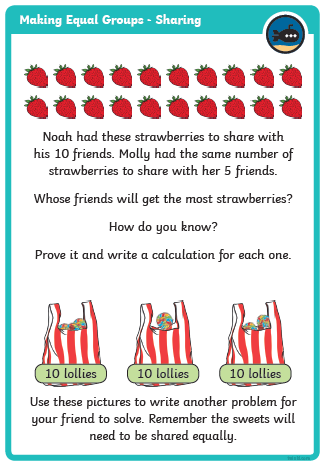 Making Equal Groups - Sharing
Noah had these strawberries to share with
his 10 friends. Molly had the same number of
strawberries to share with her 5 friends.
Whose friends will get the most strawberries?
How do you know?
Prove it and write a calculation for each one.
10 lollies
10 lollies
10 lollies
Use these pictures to write another problem for
your friend to solve. Remember the sweets will
need to be shared equally.